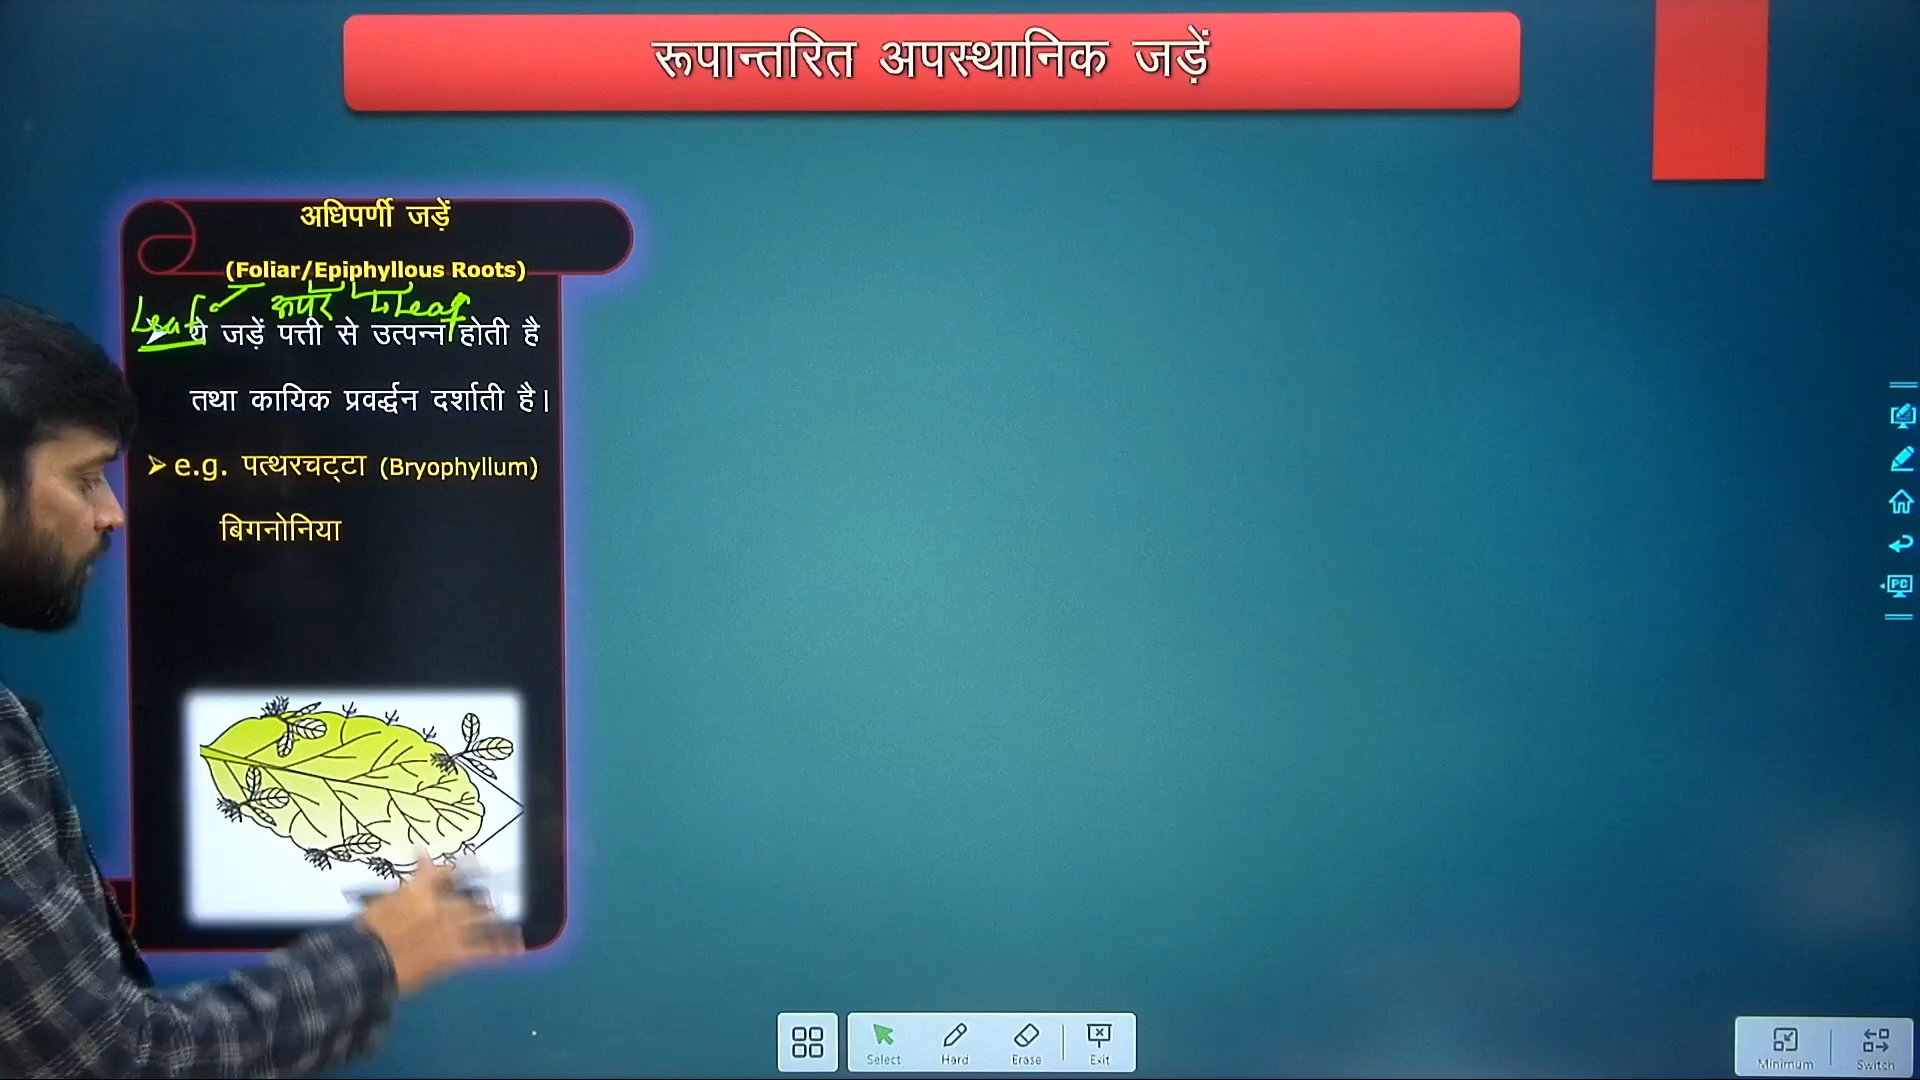 रूपान्तरित अपस्थानिक जड़ें
अधिपर्णी जड़ें
(Foliar/Epiphyllous Roots)
Leaf ऊपर Leaf
ये जड़ें पत्ती से उत्पन्न होती है
तथा कायिक प्रवर्द्धन दर्शाती है।
e.g. पत्थरचट्टा (Bryophyllum)
बिगनोनिया
PC
Select Hard Erase Exit
Minimum Switch